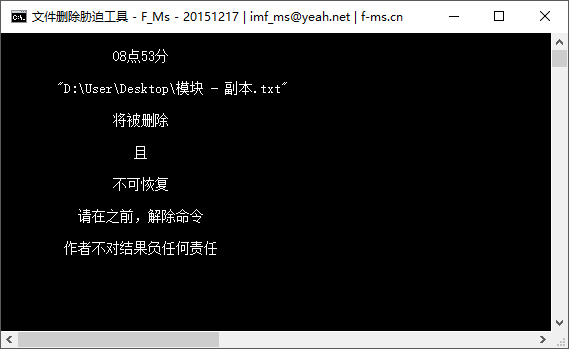 文件删除胁迫工具 - F_Ms - 20151217 | imf_ms@yeah.net | f-ms.cn
08点53分
"D:\User\Desktop\模块 - 副本.txt"
将被删除
且
不可恢复
请在之前，解除命令
作者不对结果负任何责任